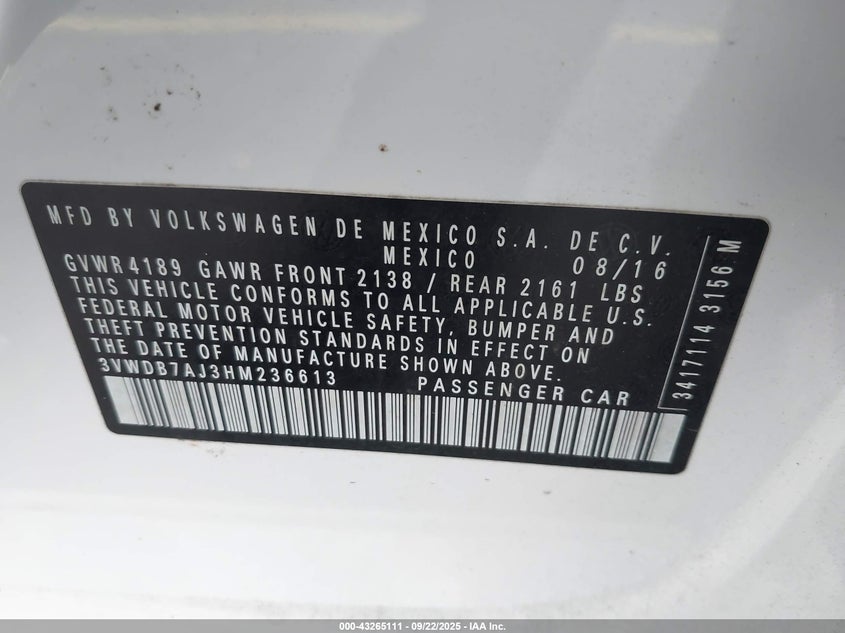 MFD BY VOLKSWAGEN DE MEXICO S.A. DE C.V.
MEXICO 08/16
GVWR4189 GAWR FRONT 2138 / REAR 2161 LBS
THIS VEHICLE CONFORMS TO ALL APPLICABLE U.S.
FEDERAL MOTOR VEHICLE SAFETY, BUMPER AND
THEFT PREVENTION STANDARDS IN EFFECT ON
THE DATE OF MANUFACTURE SHOWN ABOVE.
3VWDB7AJ3HM236613 PASSENGER CAR
3417114 3156 M
000-43265111 - 09/22/2025 - IAA Inc.